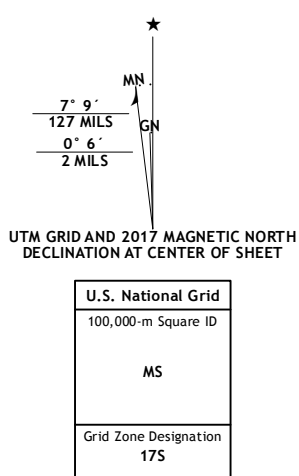 ★
MN
GN
7° 9´
127 MILS
0° 6´
2 MILS
UTM GRID AND 2017 MAGNETIC NORTH
DECLINATION AT CENTER OF SHEET
U.S. National Grid
100,000-m Square ID
MS
Grid Zone Designation
17S